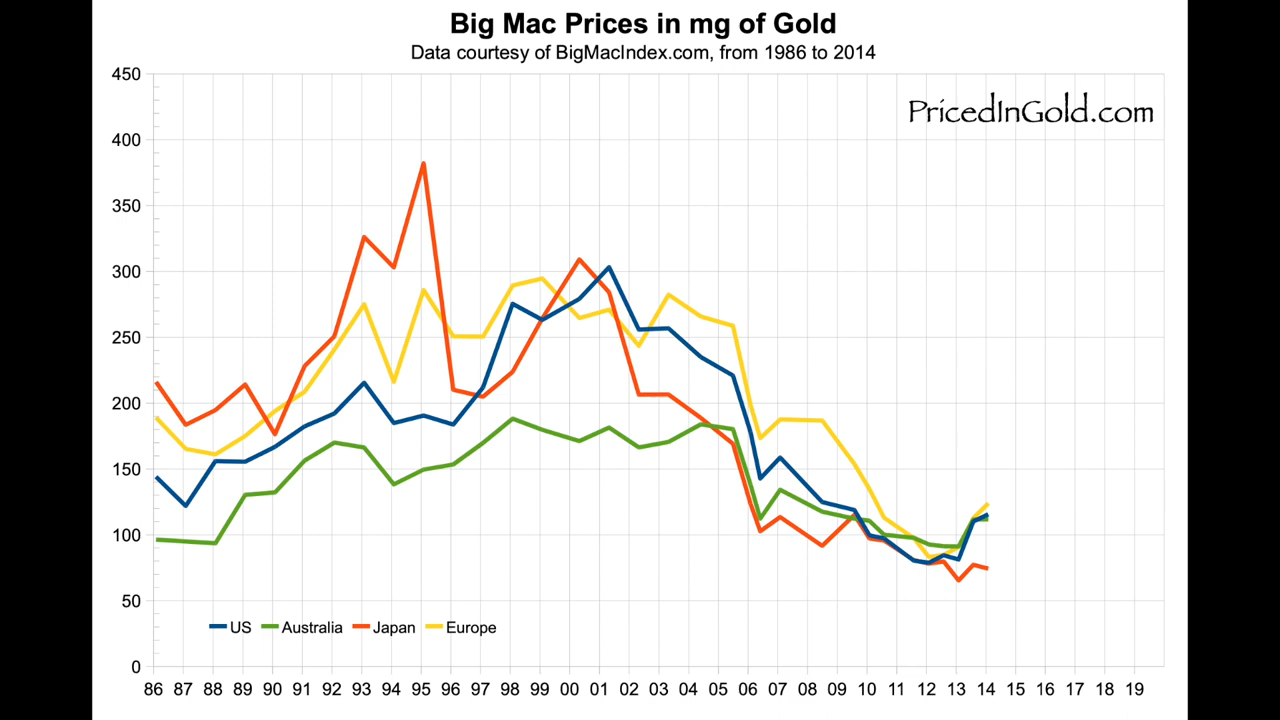 Big Mac Prices in mg of Gold
Data courtesy of BigMacIndex.com, from 1986 to 2014
PricedInGold.com
450
400
350
300
250
200
150
100
50
0
US Australia Japan Europe
86 87 88 89 90 91 92 93 94 95 96 97 98 99 00 01 02 03 04 05 06 07 08 09 10 11 12 13 14 15 16 17 18 19